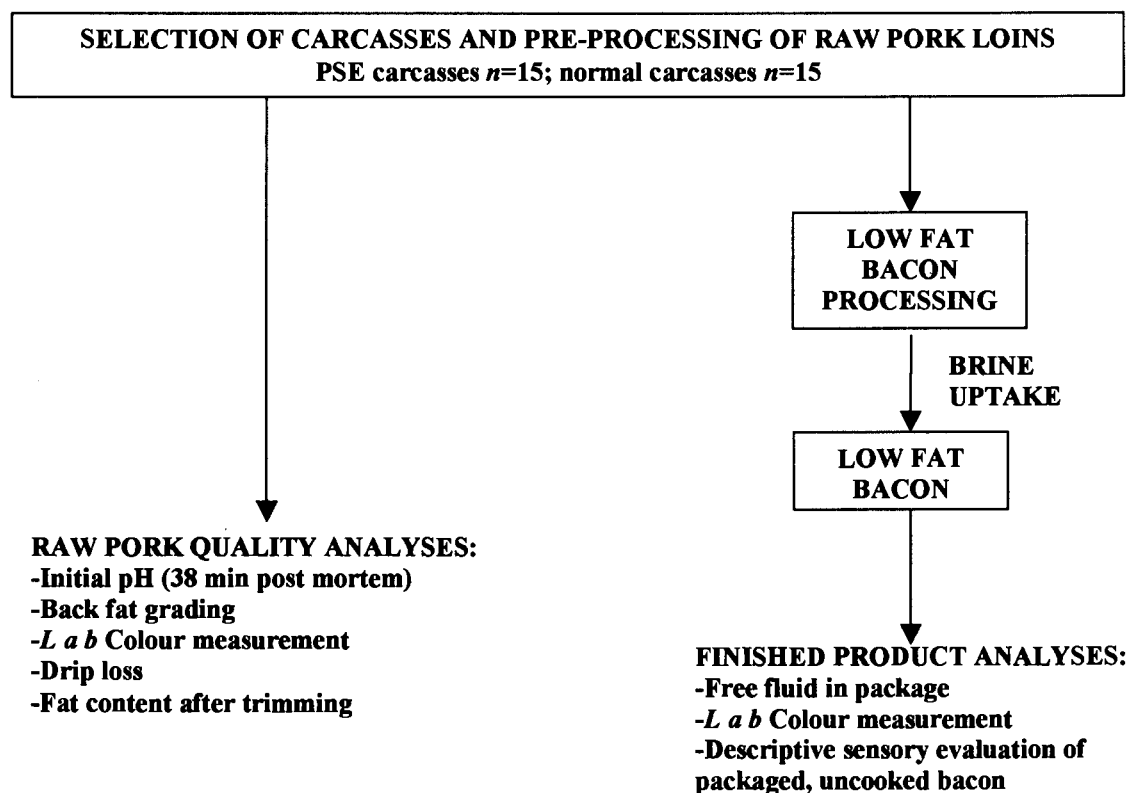 SELECTION OF CARCASSES AND PRE-PROCESSING OF RAW PORK LOINS
PSE carcasses n=15; normal carcasses n=15
LOW FAT
BACON
PROCESSING
BRINE
UPTAKE
LOW FAT
BACON
RAW PORK QUALITY ANALYSES:
-Initial pH (38 min post mortem)
-Back fat grading
-L a b Colour measurement
-Drip loss
-Fat content after trimming
FINISHED PRODUCT ANALYSES:
-Free fluid in package
-L a b Colour measurement
-Descriptive sensory evaluation of
packaged, uncooked bacon